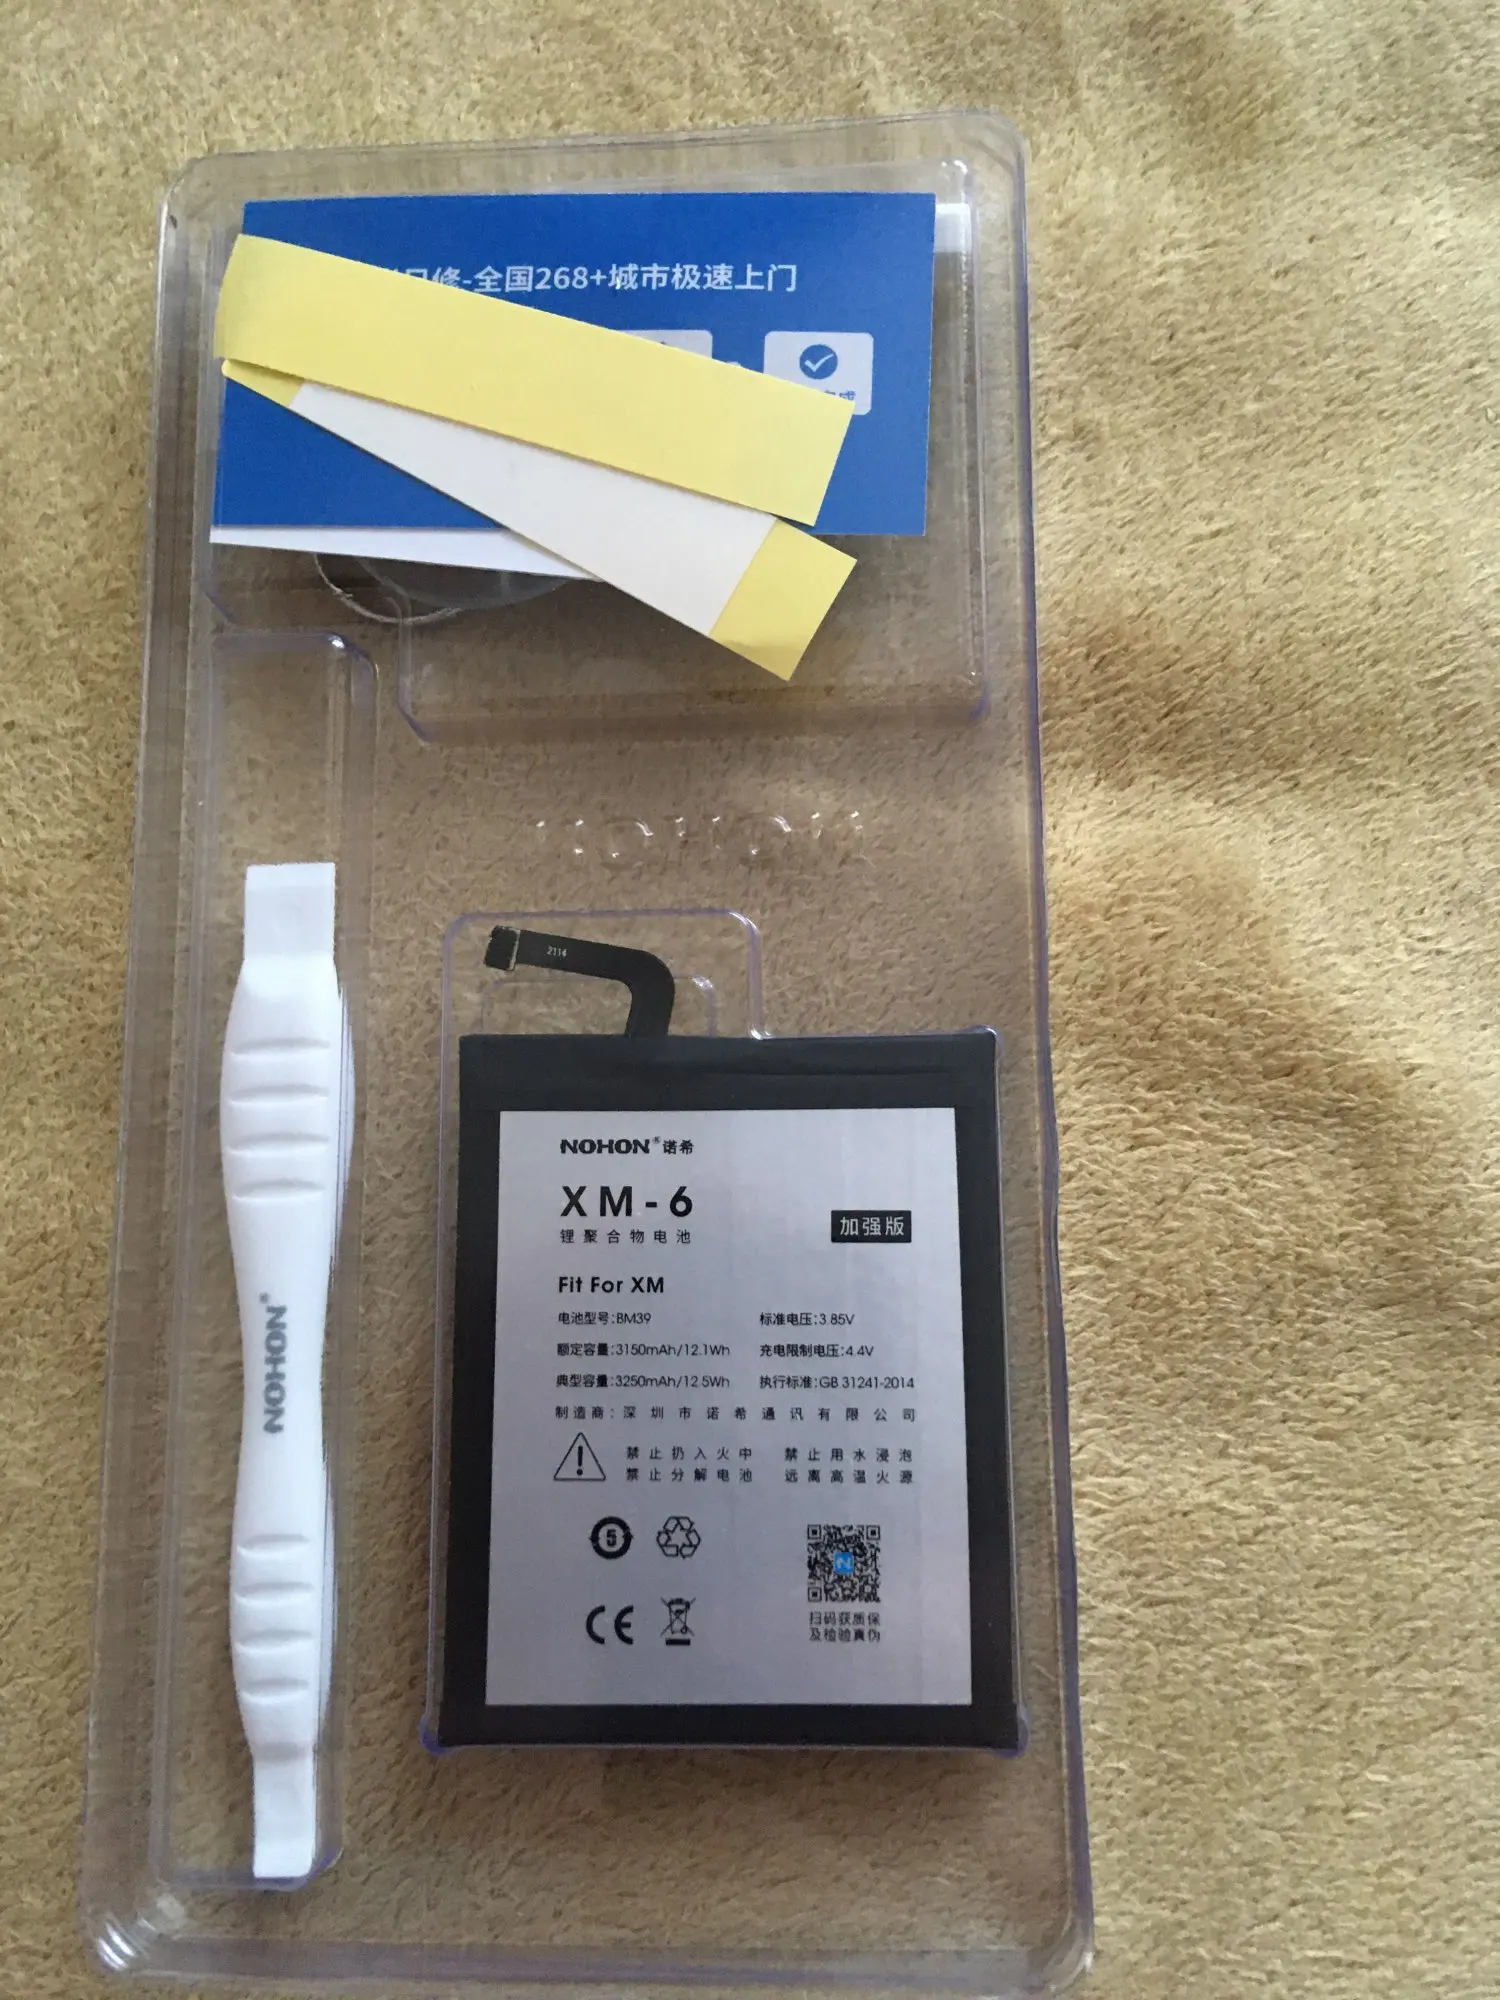 修-全国268+城市极速上门
2114
NOHON®诺希
XM-6
锂聚合物电池
加强版
Fit For XM
电池型号:BM39
标准电压:3.85V
额定容量:3150mAh/12.1Wh
充电限制电压:4.4V
典型容量:3250mAh/12.5Wh
执行标准:GB 31241-2014
制造商:深圳市诺希通讯有限公司
禁止扔入火中
禁止用水浸泡
禁止分解电池
远离高温火源
5
CE
扫码获质保
及检验真伪
NOHON®
NOHON